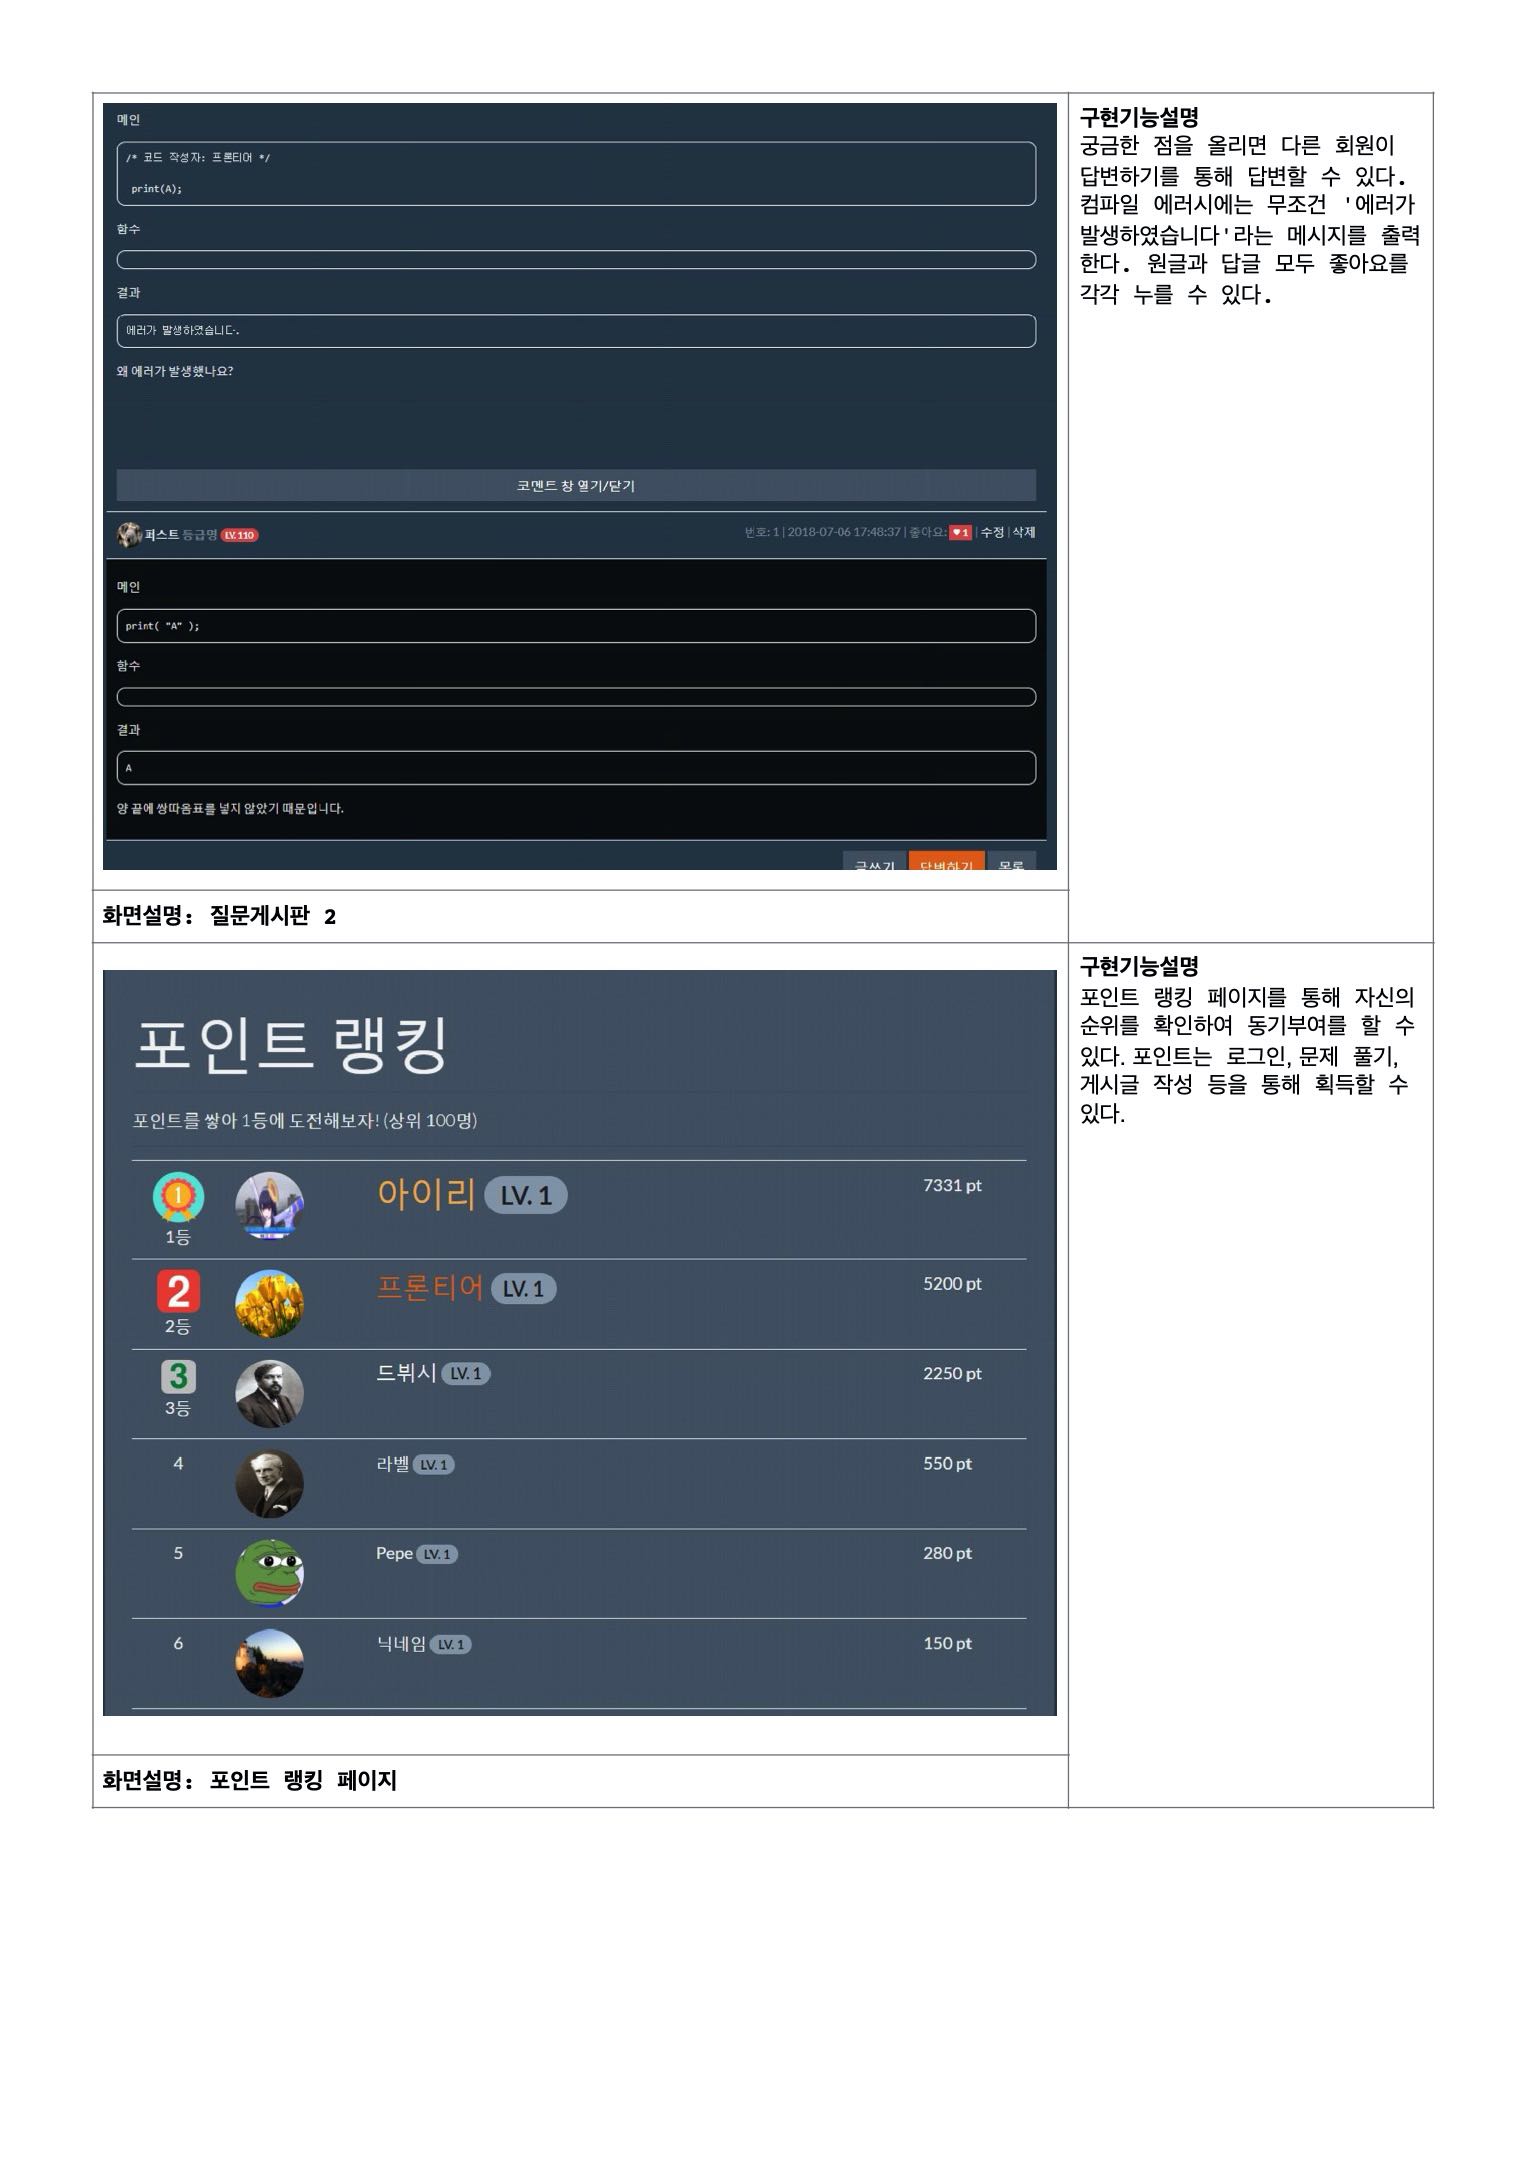 메인
/* 코드 작성자: 프론티어 */
print(A);
함수
결과
에러가 발생하였습니다.
왜 에러가 발생했나요?
코멘트 창 열기/닫기
퍼스트 등급명 LV. 110
번호: 1 | 2018-07-06 17:48:37 | 좋아요: ♥ 1 | 수정 | 삭제
메인
print( "A" );
함수
결과
A
양 끝에 쌍따옴표를 넣지 않았기 때문입니다.
글쓰기 답변하기 목록
화면설명: 질문게시판 2
구현기능설명
궁금한 점을 올리면 다른 회원이
답변하기를 통해 답변할 수 있다.
컴파일 에러시에는 무조건 '에러가
발생하였습니다'라는 메시지를 출력
한다. 원글과 답글 모두 좋아요를
각각 누를 수 있다.
포인트 랭킹
포인트를 쌓아 1등에 도전해보자! (상위 100명)
1
1등
아이리 LV. 1
7331 pt
2
2등
프론티어 LV. 1
5200 pt
3
3등
드뷔시 LV. 1
2250 pt
4
라벨 LV. 1
550 pt
5
Pepe LV. 1
280 pt
6
닉네임 LV. 1
150 pt
화면설명: 포인트 랭킹 페이지
구현기능설명
포인트 랭킹 페이지를 통해 자신의
순위를 확인하여 동기부여를 할 수
있다. 포인트는 로그인, 문제 풀기,
게시글 작성 등을 통해 획득할 수
있다.